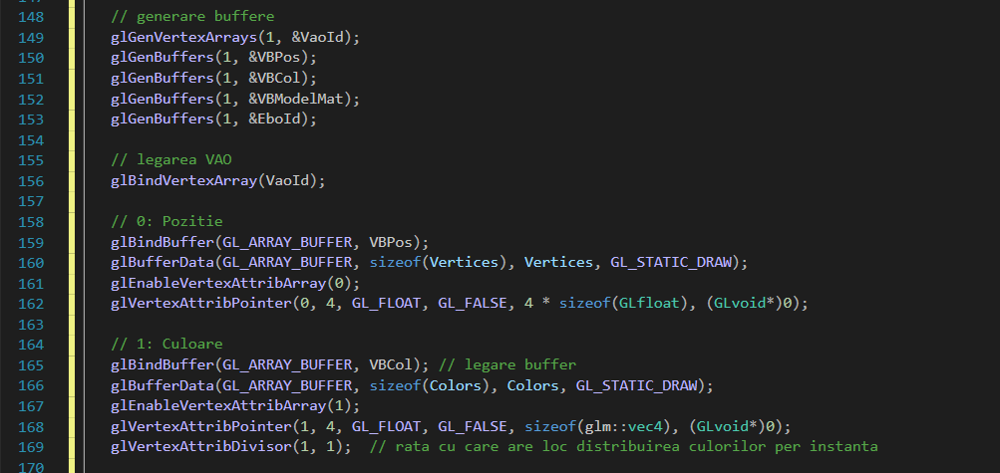 148 // generare buffere
149 glGenVertexArrays(1, &VaoId);
150 glGenBuffers(1, &VBPos);
151 glGenBuffers(1, &VBCol);
152 glGenBuffers(1, &VBModelMat);
153 glGenBuffers(1, &EboId);
154
155 // legarea VAO
156 glBindVertexArray(VaoId);
157
158 // 0: Pozitie
159 glBindBuffer(GL_ARRAY_BUFFER, VBPos);
160 glBufferData(GL_ARRAY_BUFFER, sizeof(Vertices), Vertices, GL_STATIC_DRAW);
161 glEnableVertexAttribArray(0);
162 glVertexAttribPointer(0, 4, GL_FLOAT, GL_FALSE, 4 * sizeof(GLfloat), (GLvoid*)0);
163
164 // 1: Culoare
165 glBindBuffer(GL_ARRAY_BUFFER, VBCol); // legare buffer
166 glBufferData(GL_ARRAY_BUFFER, sizeof(Colors), Colors, GL_STATIC_DRAW);
167 glEnableVertexAttribArray(1);
168 glVertexAttribPointer(1, 4, GL_FLOAT, GL_FALSE, sizeof(glm::vec4), (GLvoid*)0);
169 glVertexAttribDivisor(1, 1); // rata cu care are loc distribuirea culorilor per instanta
170